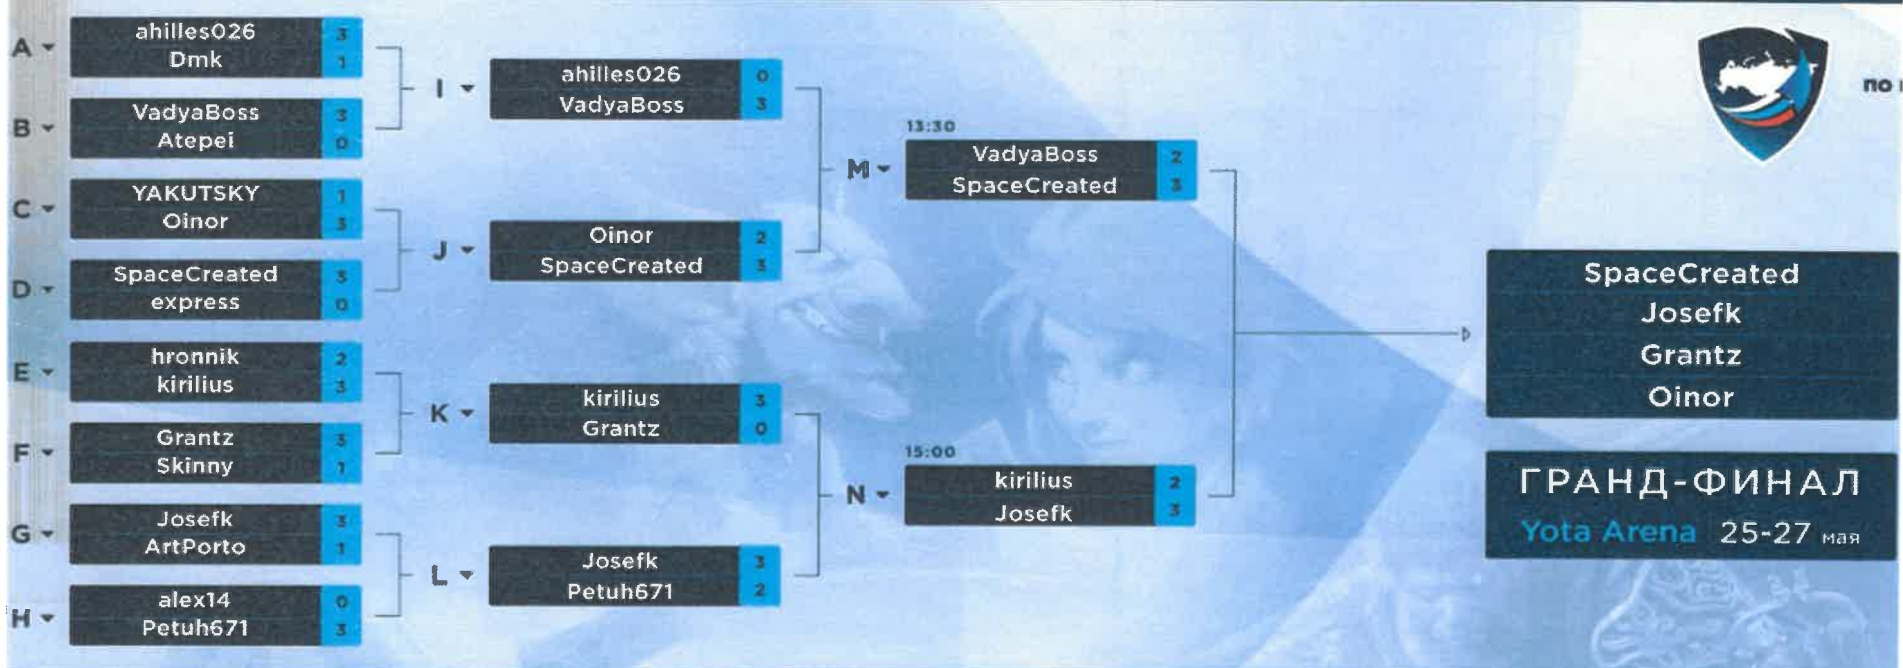 A
ahilles026 3
Dmk 1
B
VadyaBoss 3
Atepei 0
C
YAKUTSKY 1
Oinor 3
D
SpaceCreated 3
express 0
E
hronnik 2
kirilius 3
F
Grantz 3
Skinny 1
G
Josefk 3
ArtPorto 1
H
alex14 0
Petuh671 3
I
ahilles026 0
VadyaBoss 3
J
Oinor 2
SpaceCreated 3
K
kirilius 3
Grantz 0
L
Josefk 3
Petuh671 2
13:30
M
VadyaBoss 2
SpaceCreated 3
15:00
N
kirilius 2
Josefk 3
по
SpaceCreated
Josefk
Grantz
Oinor
ГРАНД-ФИНАЛ
Yota Arena 25-27 мая